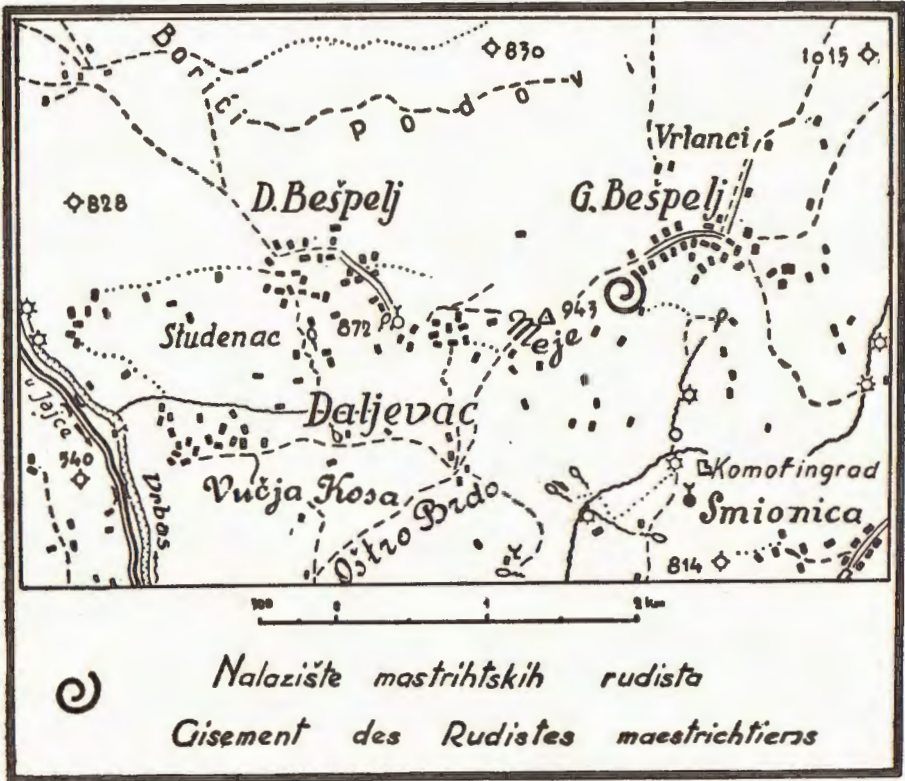 Borići
830
1015
podov
Vrlanci
828
D. Bešpelj
G. Bešpelj
943
872
Meje
Studenac
Daljevac
u Jajce
540
Vrbas
Komotingrad
Vučja Kosa
Smionica
Oštro Brdo
814
500 0 1 2 km
Nalazište mastrihtskih rudista
Gisement des Rudistes maestrichtiens